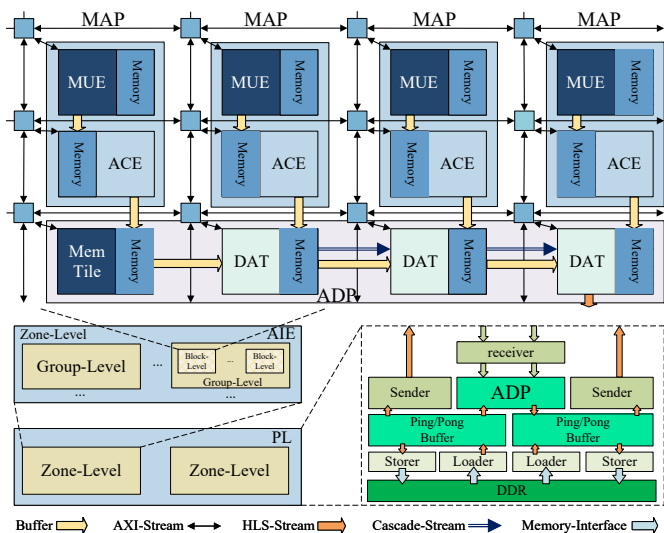 MAP MAP MAP MAP
MUE Memory MUE Memory MUE Memory MUE Memory
Memory ACE Memory ACE Memory ACE Memory ACE
Mem Tile Memory DAT Memory DAT Memory DAT Memory
ADP
Zone-Level AIE
Group-Level ... Block-Level ... Block-Level
Group-Level
... ...
PL
Zone-Level Zone-Level
receiver
Sender ADP Sender
Ping/Pong Buffer Ping/Pong Buffer
Storer Loader Loader Storer
DDR
Buffer AXI-Stream HLS-Stream Cascade-Stream Memory-Interface